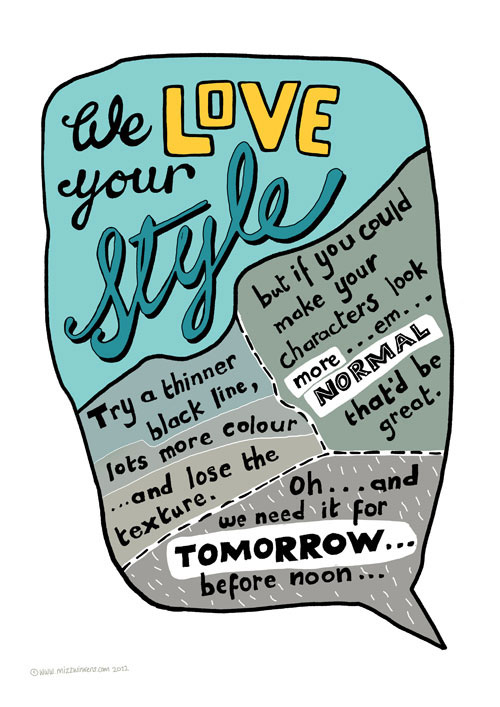 We LOVE
your
Style
but if you could
make your
characters look
more ...em...
NORMAL
that'd be
great.
Try a thinner
black line,
lots more colour
...and lose the
texture.
Oh...and
we need it for
TOMORROW...
before noon...
©www.mizzwinkens.com 2012